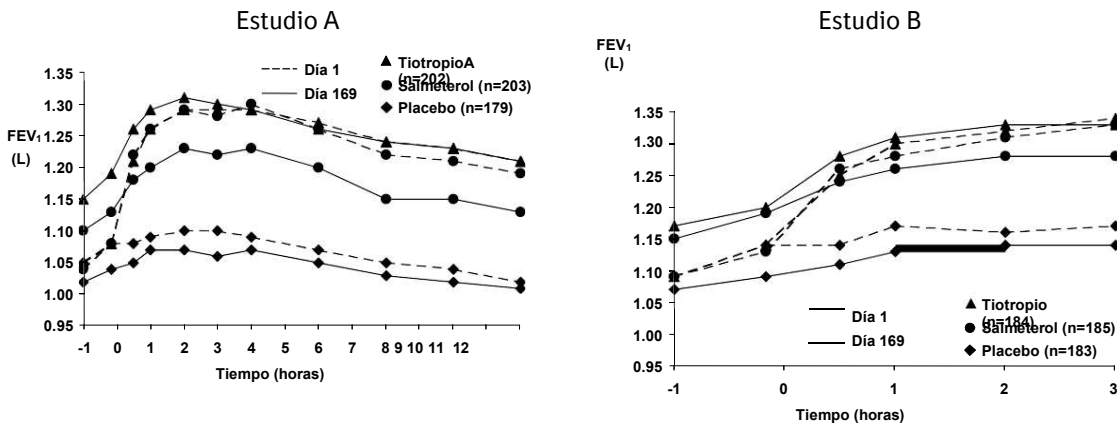 Estudio A
Estudio B
FEV₁
(L)
1.35
1.30
1.25
1.20
1.15
1.10
1.05
1.00
0.95
-1 0 1 2 3 4 5 6 7 8 9 10 11 12
Tiempo (horas)
Día 1
Día 169
TiotropioA
(n=202)
Salmeterol (n=203)
Placebo (n=179)
FEV₁
(L)
1.35
1.30
1.25
1.20
1.15
1.10
1.05
1.00
0.95
-1 0 1 2 3
Tiempo (horas)
Día 1
Día 169
Tiotropio
(n=184)
Salmeterol (n=185)
Placebo (n=183)